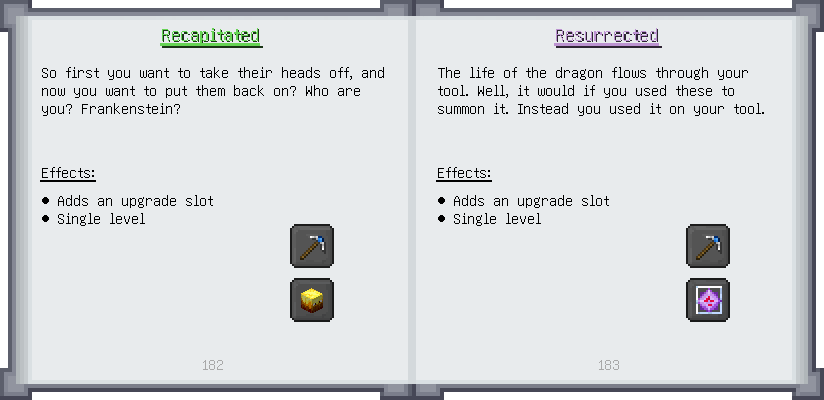 Recapitated
So first you want to take their heads off, and
now you want to put them back on? Who are
you? Frankenstein?
Effects:
● Adds an upgrade slot
● Single level
182
Resurrected
The life of the dragon flows through your
tool. Well, it would if you used these to
summon it. Instead you used it on your tool.
Effects:
● Adds an upgrade slot
● Single level
183